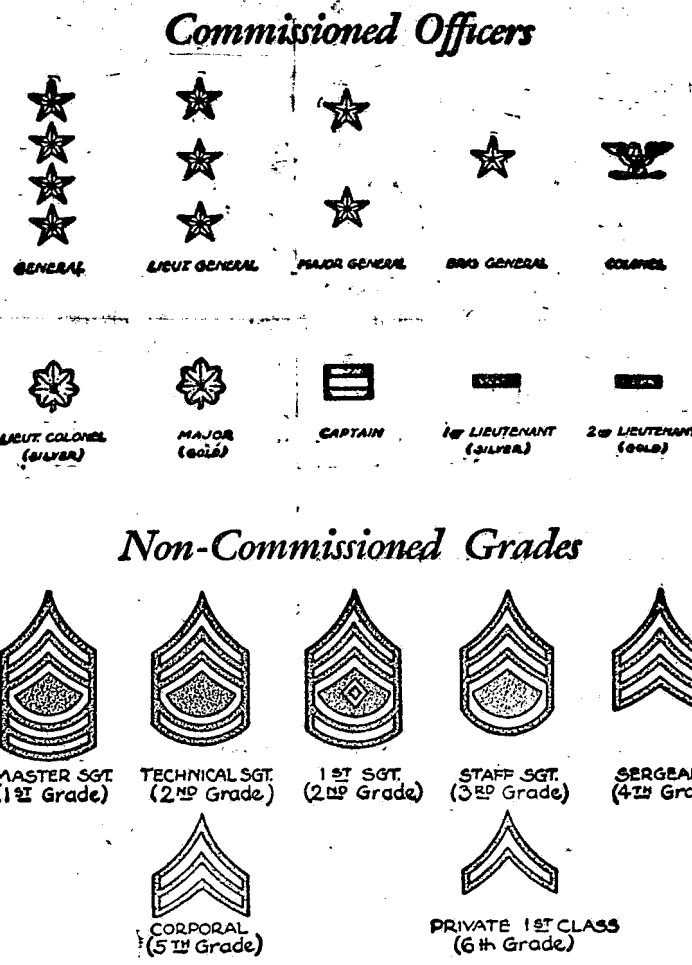 Commissioned Officers
GENERAL LIEUT GENERAL MAJOR GENERAL BRIG GENERAL COLONEL
LIEUT. COLONEL MAJOR CAPTAIN 1ST LIEUTENANT 2ND LIEUTENANT
(SILVER) (GOLD) (SILVER) (GOLD)
Non-Commissioned Grades
MASTER SGT. TECHNICAL SGT. 1ST SGT. STAFF SGT. SERGEA
(1ST Grade) (2ND Grade) (2ND Grade) (3RD Grade) (4TH Gra
CORPORAL PRIVATE 1ST CLASS
(5TH Grade) (6th Grade)